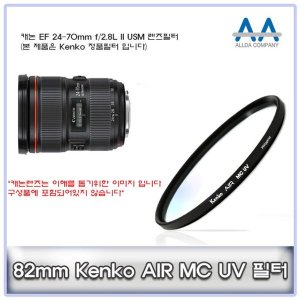 캐논 EF 24-70mm f/2.8L II USM 렌즈필터
(본 제품은 Kenko 정품필터 입니다)
AA
ALLDA COMPANY
Canon
Kenko AIR MC UV
*캐논렌즈는 이해를 돕기위한 이미지 입니다
구성품에 포함되어있지 않습니다*
82mm Kenko AIR MC UV 필터